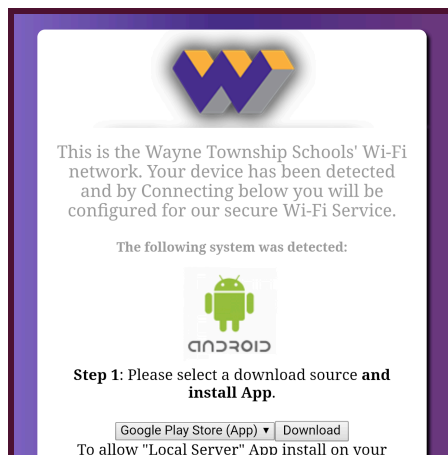 This is the Wayne Township Schools' Wi-Fi
network. Your device has been detected
and by Connecting below you will be
configured for our secure Wi-Fi Service.
The following system was detected:
ANDROID
Step 1: Please select a download source and
install App.
Google Play Store (App) ▼ Download
To allow "Local Server" App install on your